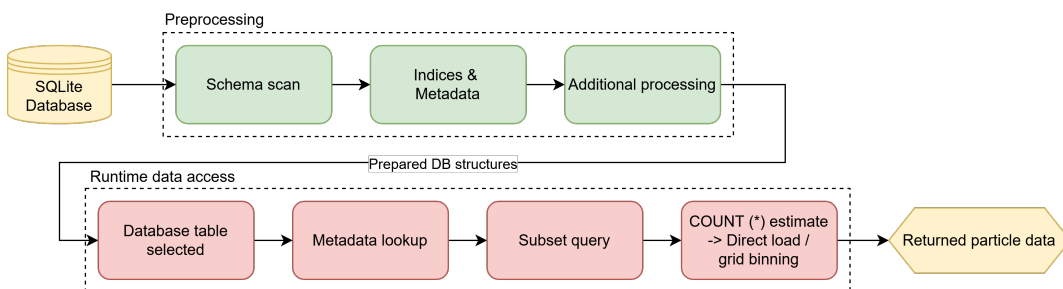 Preprocessing
SQLite
Database
Schema scan
Indices &
Metadata
Additional processing
Prepared DB structures
Runtime data access
Database table
selected
Metadata lookup
Subset query
COUNT (*) estimate
-> Direct load /
grid binning
Returned particle data